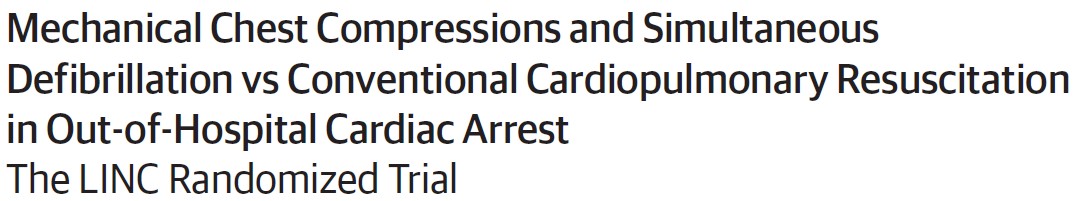 Mechanical Chest Compressions and Simultaneous
Defibrillation vs Conventional Cardiopulmonary Resuscitation
in Out-of-Hospital Cardiac Arrest
The LINC Randomized Trial